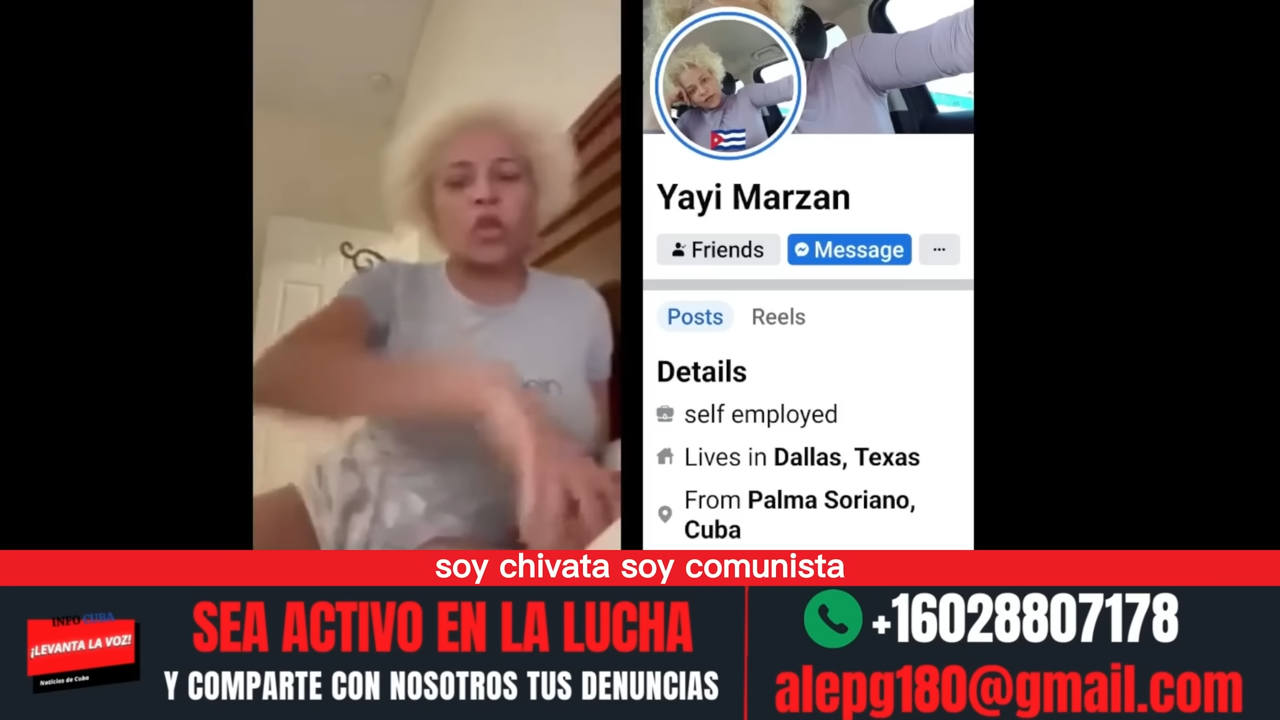 Yayi Marzan
Friends
Message
Posts
Reels
Details
self employed
Lives in Dallas, Texas
From Palma Soriano,
Cuba
soy chivata soy comunista
INFO CUBA
¡LEVANTA LA VOZ!
Noticias de Cuba
SEA ACTIVO EN LA LUCHA
Y COMPARTE CON NOSOTROS TUS DENUNCIAS
+16028807178
alepg180@gmail.com